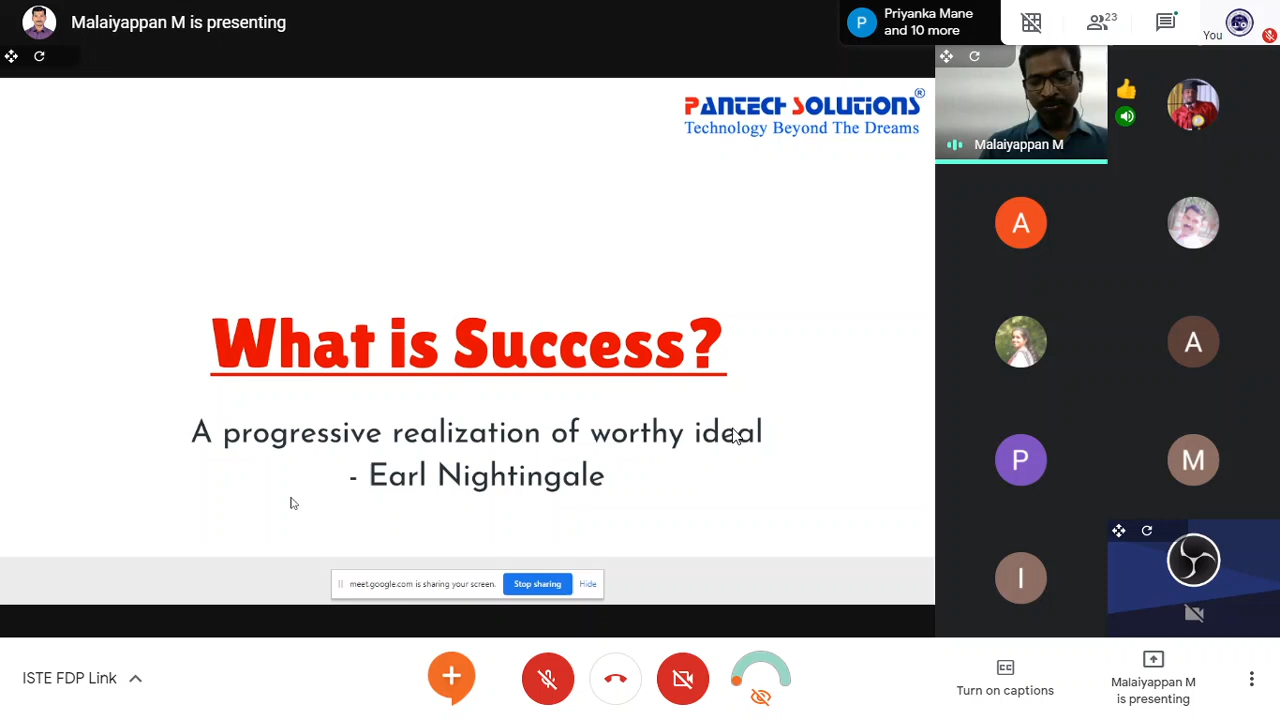 Malaiyappan M is presenting
P
Priyanka Mane
and 10 more
23
You
PANTECH SOLUTIONS®
Technology Beyond The Dreams
Malaiyappan M
A
What is Success?
A
A progressive realization of worthy ideal
- Earl Nightingale
P
M
I
meet.google.com is sharing your screen.
Stop sharing
Hide
ISTE FDP Link
CC
Turn on captions
Malaiyappan M
is presenting